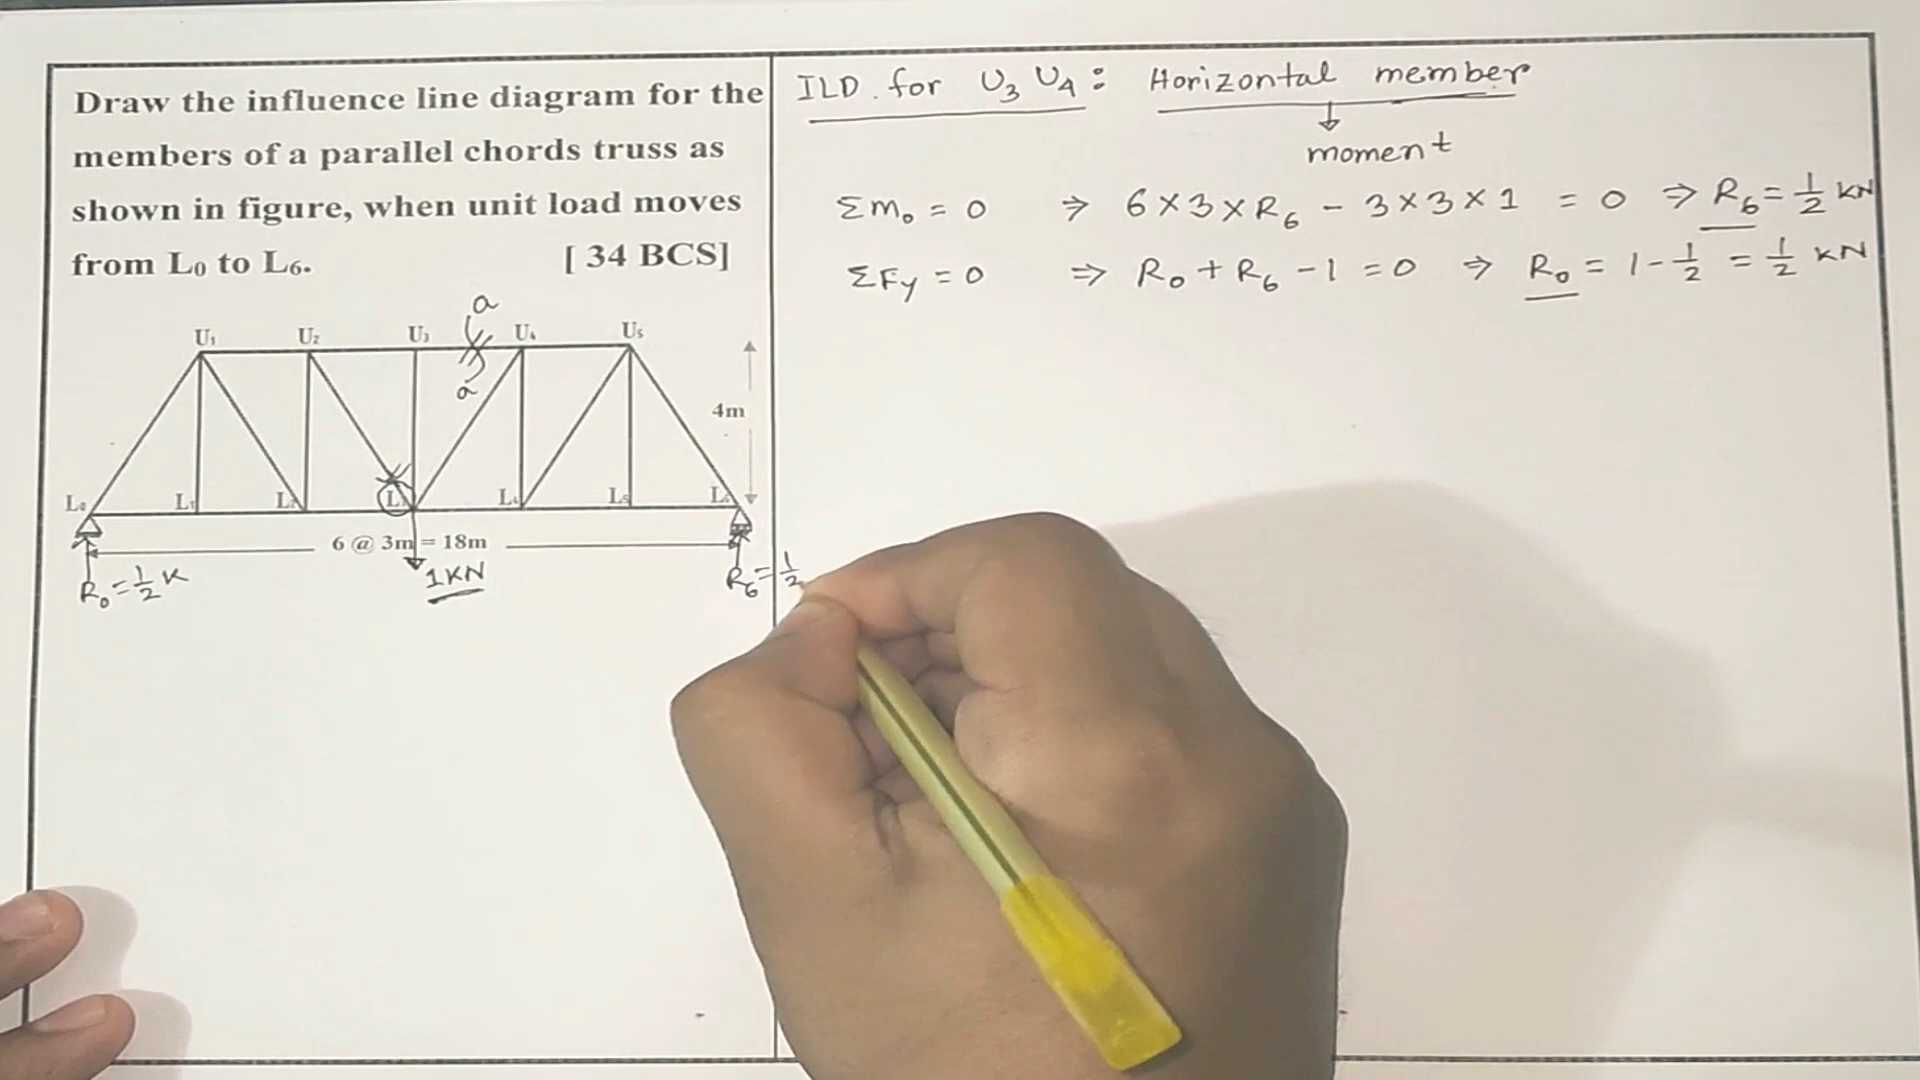 Draw the influence line diagram for the
members of a parallel chords truss as
shown in figure, when unit load moves
from L0 to L6. [ 34 BCS]
a
U1 U2 U3 U4 U5
a
4m
L0 L1 L2 L3 L4 L5 L6
6 @ 3m = 18m
R0 = 1/2 K
1KN
R6 = 1/2
ILD. for U3 U4 : Horizontal member
↓
moment
Σm0 = 0 ⇒ 6×3×R6 - 3×3×1 = 0 ⇒ R6 = 1/2 KN
ΣFy = 0 ⇒ R0 + R6 - 1 = 0 ⇒ R0 = 1 - 1/2 = 1/2 KN